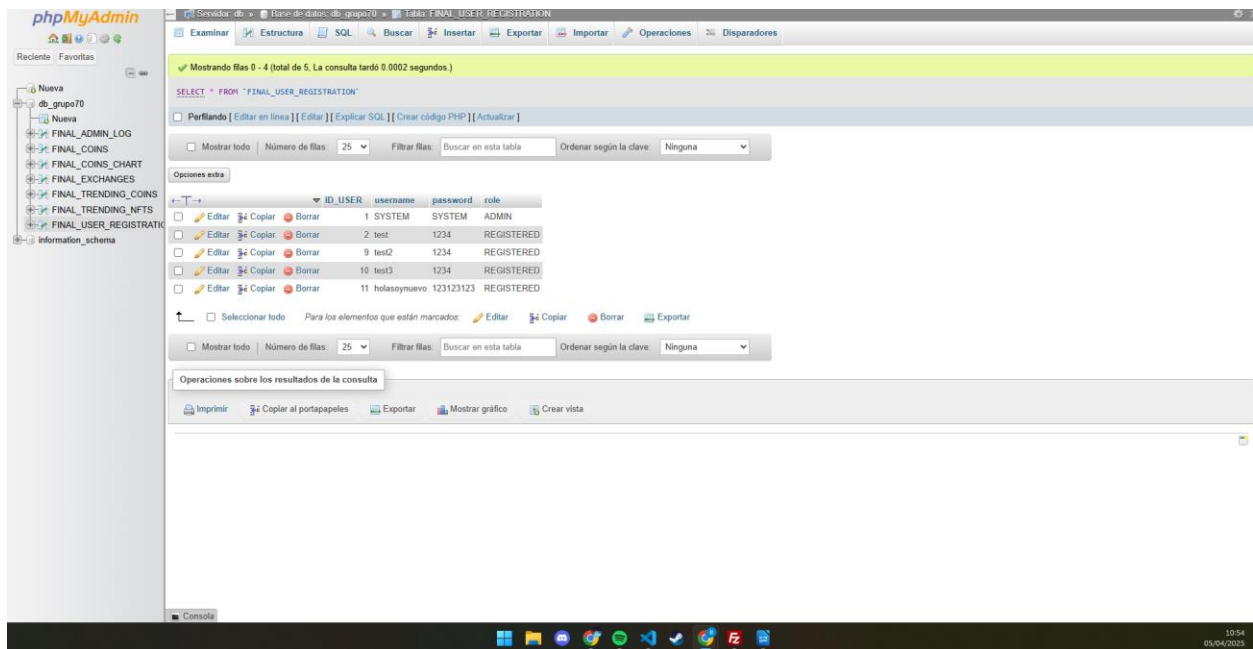 phpMyAdmin
Reciente Favoritas
Nueva
db_grupo70
Nueva
FINAL_ADMIN_LOG
FINAL_COINS
FINAL_COINS_CHART
FINAL_EXCHANGES
FINAL_TRENDING_COINS
FINAL_TRENDING_NFTS
FINAL_USER_REGISTRATIO
information_schema
Servidor: db » Base de datos: db_grupo70 » Tabla: FINAL_USER_REGISTRATION
Examinar Estructura SQL Buscar Insertar Exportar Importar Operaciones Disparadores
Mostrando filas 0 - 4 (total de 5, La consulta tardó 0.0002 segundos.)
SELECT * FROM `FINAL_USER_REGISTRATION`
Perfilando [ Editar en línea ] [ Editar ] [ Explicar SQL ] [ Crear código PHP ] [ Actualizar ]
Mostrar todo | Número de filas: 25 Filtrar filas: Buscar en esta tabla Ordenar según la clave: Ninguna
Opciones extra
←T→ ID_USER username password role
Editar Copiar Borrar 1 SYSTEM SYSTEM ADMIN
Editar Copiar Borrar 2 test 1234 REGISTERED
Editar Copiar Borrar 9 test2 1234 REGISTERED
Editar Copiar Borrar 10 test3 1234 REGISTERED
Editar Copiar Borrar 11 holasoynuevo 123123123 REGISTERED
Seleccionar todo Para los elementos que están marcados: Editar Copiar Borrar Exportar
Mostrar todo | Número de filas: 25 Filtrar filas: Buscar en esta tabla Ordenar según la clave: Ninguna
Operaciones sobre los resultados de la consulta
Imprimir Copiar al portapapeles Exportar Mostrar gráfico Crear vista
Consola
10:54
05/04/2025